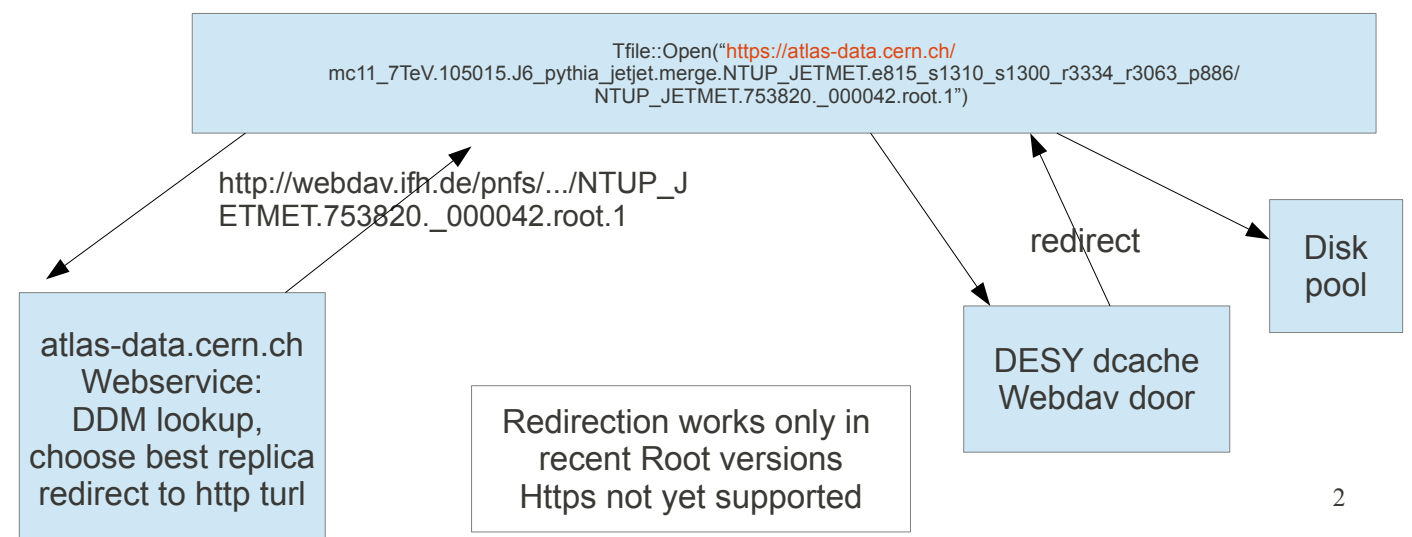 Tfile::Open(“https://atlas-data.cern.ch/
mc11_7TeV.105015.J6_pythia_jetjet.merge.NTUP_JETMET.e815_s1310_s1300_r3334_r3063_p886/
NTUP_JETMET.753820._000042.root.1”)
http://webdav.ifh.de/pnfs/.../NTUP_J
ETMET.753820._000042.root.1
redirect
Disk
pool
atlas-data.cern.ch
Webservice:
DDM lookup,
choose best replica
redirect to http turl
Redirection works only in
recent Root versions
Https not yet supported
DESY dcache
Webdav door
2